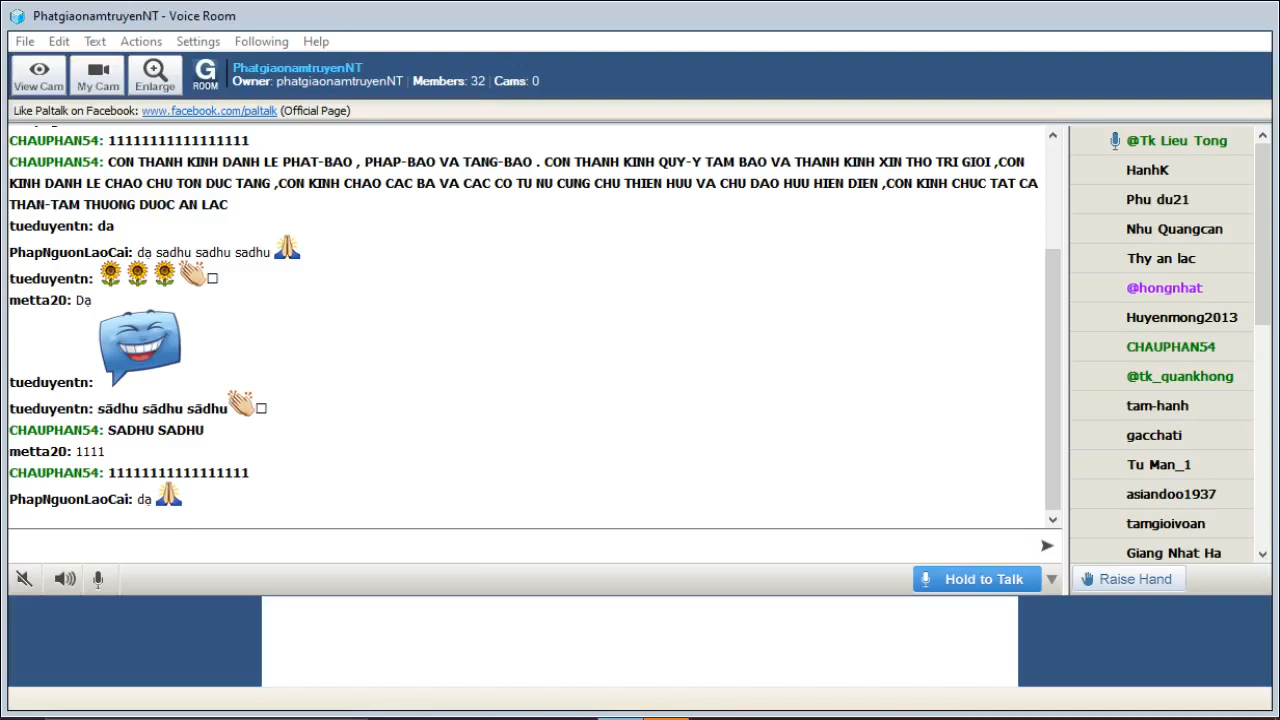 PhatgiaonamtruyenNT - Voice Room
File Edit Text Actions Settings Following Help
View Cam
My Cam
Enlarge
G ROOM
PhatgiaonamtruyenNT
Owner: phatgiaonamtruyenNT | Members: 32 | Cams: 0
Like Paltalk on Facebook: www.facebook.com/paltalk (Official Page)
CHAUPHAN54: 11111111111111111
CHAUPHAN54: CON THANH KINH DANH LE PHAT-BAO , PHAP-BAO VA TANG-BAO . CON THANH KINH QUY-Y TAM BAO VA THANH KINH XIN THO TRI GIOI ,CON
KINH DANH LE CHAO CHU TON DUC TANG ,CON KINH CHAO CAC BA VA CAC CO TU NU CUNG CHU THIEN HUU VA CHU DAO HUU HIEN DIEN ,CON KINH CHUC TAT CA
THAN-TAM THUONG DUOC AN LAC
tueduyentn: da
PhapNguonLaoCai: dạ sadhu sadhu sadhu
tueduyentn:
metta20: Dạ
tueduyentn:
tueduyentn: sādhu sādhu sādhu
CHAUPHAN54: SADHU SADHU
metta20: 1111
CHAUPHAN54: 11111111111111111
PhapNguonLaoCai: dạ
Hold to Talk
@Tk Lieu Tong
HanhK
Phu du21
Nhu Quangcan
Thy an lac
@hongnhat
Huyenmong2013
CHAUPHAN54
@tk_quankhong
tam-hanh
gacchati
Tu Man_1
asiandoo1937
tamgioivoan
Giang Nhat Ha
Raise Hand